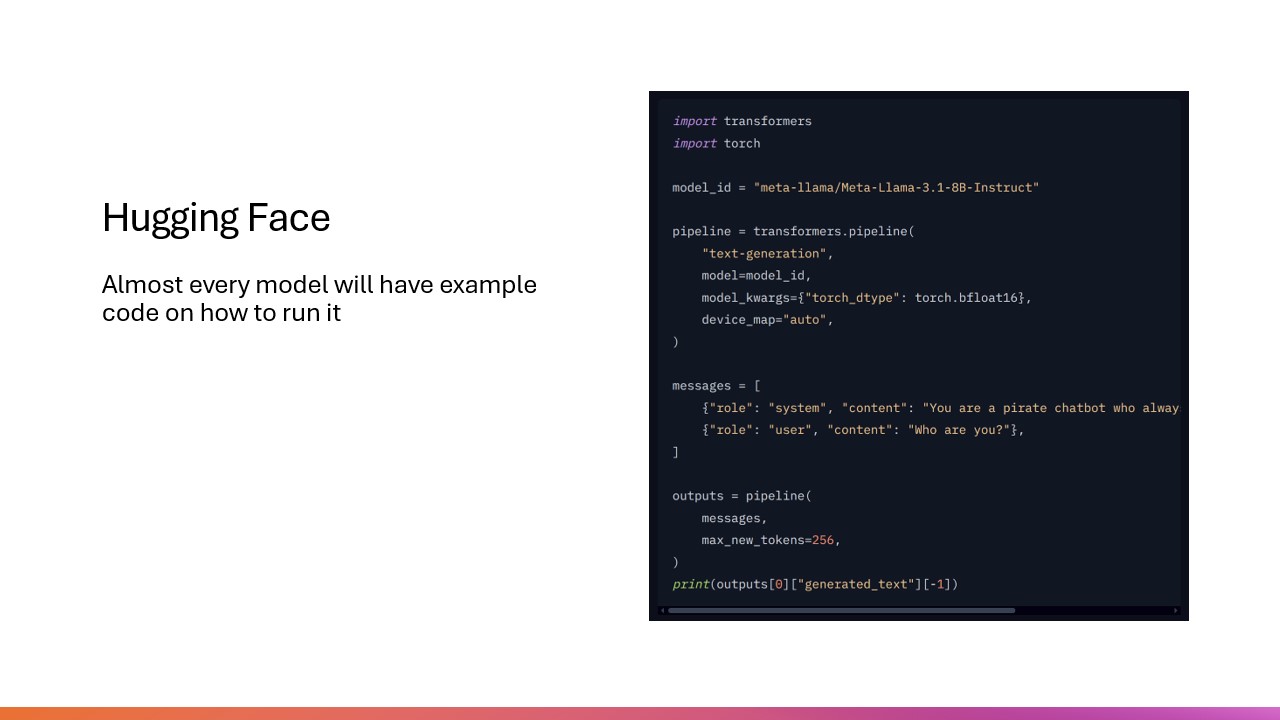 Hugging Face
Almost every model will have example
code on how to run it
import transformers
import torch
model_id = "meta-llama/Meta-Llama-3.1-8B-Instruct"
pipeline = transformers.pipeline(
    "text-generation",
    model=model_id,
    model_kwargs={"torch_dtype": torch.bfloat16},
    device_map="auto",
)
messages = [
    {"role": "system", "content": "You are a pirate chatbot who alway
    {"role": "user", "content": "Who are you?"},
]
outputs = pipeline(
    messages,
    max_new_tokens=256,
)
print(outputs[0]["generated_text"][-1])